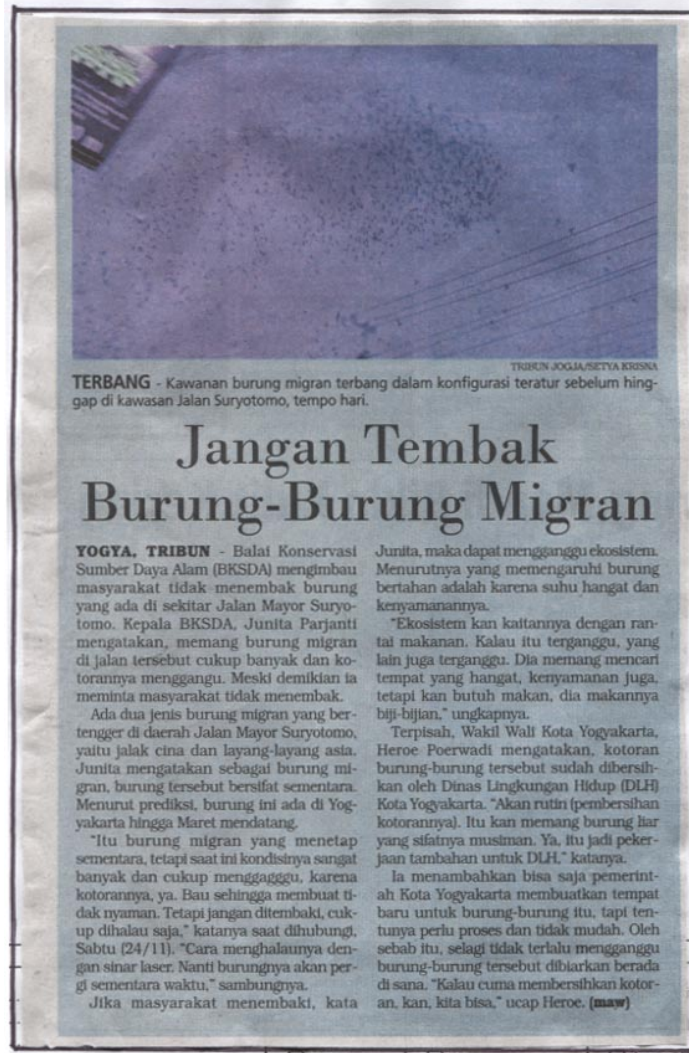 TRIBUN JOGJA/SETYA KRISNA
TERBANG - Kawanan burung migran terbang dalam konfigurasi teratur sebelum hing-
gap di kawasan Jalan Suryotomo, tempo hari.
Jangan Tembak
Burung-Burung Migran
YOGYA, TRIBUN - Balai Konservasi
Sumber Daya Alam (BKSDA) mengimbau
masyarakat tidak menembak burung
yang ada di sekitar Jalan Mayor Suryo-
tomo. Kepala BKSDA, Junita Parjanti
mengatakan, memang burung migran
di jalan tersebut cukup banyak dan ko-
torannya menggangu. Meski demikian ia
meminta masyarakat tidak menembak.
Ada dua jenis burung migran yang ber-
tengger di daerah Jalan Mayor Suryotomo,
yaitu jalak cina dan layang-layang asia.
Junita mengatakan sebagai burung mi-
gran, burung tersebut bersifat sementara.
Menurut prediksi, burung ini ada di Yog-
yakarta hingga Maret mendatang.
"Itu burung migran yang menetap
sementara, tetapi saat ini kondisinya sangat
banyak dan cukup menggagggu, karena
kotorannya, ya. Bau sehingga membuat ti-
dak nyaman. Tetapi jangan ditembaki, cuk-
up dihalau saja," katanya saat dihubungi,
Sabtu (24/11). "Cara menghalaunya den-
gan sinar laser. Nanti burungnya akan per-
gi sementara waktu," sambungnya.
Jika masyarakat menembaki, kata
Junita, maka dapat mengganggu ekosistem.
Menurutnya yang memengaruhi burung
bertahan adalah karena suhu hangat dan
kenyamanannya.
"Ekosistem kan kaitannya dengan ran-
tai makanan. Kalau itu terganggu, yang
lain juga terganggu. Dia memang mencari
tempat yang hangat, kenyamanan juga,
tetapi kan butuh makan, dia makannya
biji-bijian," ungkapnya.
Terpisah, Wakil Wali Kota Yogyakarta,
Heroe Poerwadi mengatakan, kotoran
burung-burung tersebut sudah dibersih-
kan oleh Dinas Lingkungan Hidup (DLH)
Kota Yogyakarta. "Akan rutin (pembersihan
kotorannya). Itu kan memang burung liar
yang sifatnya musiman. Ya, itu jadi peker-
jaan tambahan untuk DLH," katanya.
Ia menambahkan bisa saja pemerint-
ah Kota Yogyakarta membuatkan tempat
baru untuk burung-burung itu, tapi ten-
tunya perlu proses dan tidak mudah. Oleh
sebab itu, selagi tidak terlalu mengganggu
burung-burung tersebut dibiarkan berada
di sana. "Kalau cuma membersihkan kotor-
an, kan, kita bisa," ucap Heroe. (maw)